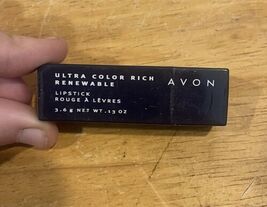 ULTRA COLOR RICH
RENEWABLE
LIPSTICK
ROUGE À LÈVRES
3.6 g NET WT. .13 OZ
AVON